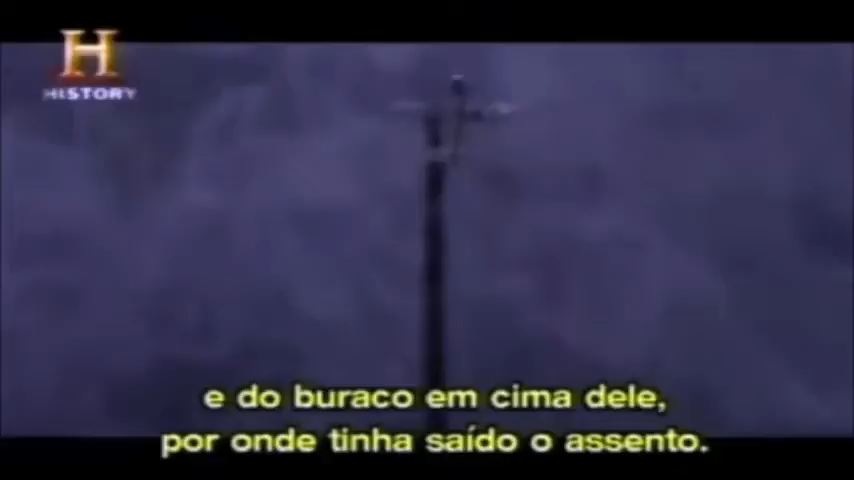 H
HISTORY
e do buraco em cima dele,
por onde tinha saído o assento.